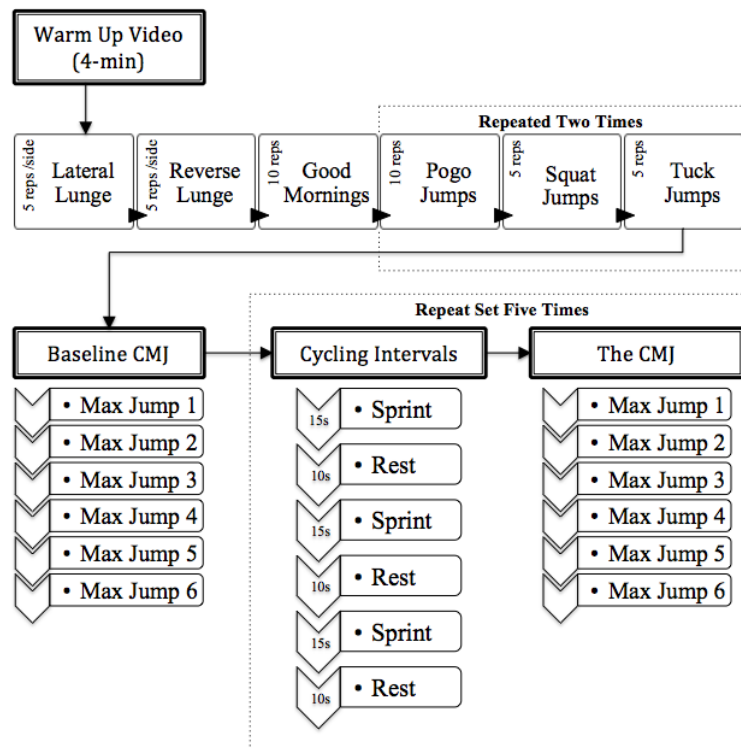 Warm Up Video
(4-min)
Repeated Two Times
5 reps /side
Lateral
Lunge
5 reps/side
Reverse
Lunge
10 reps
Good
Mornings
10 reps
Pogo
Jumps
5 reps
Squat
Jumps
5 reps
Tuck
Jumps
Repeat Set Five Times
Baseline CMJ
• Max Jump 1
• Max Jump 2
• Max Jump 3
• Max Jump 4
• Max Jump 5
• Max Jump 6
Cycling Intervals
15s • Sprint
10s • Rest
15s • Sprint
10s • Rest
15s • Sprint
10s • Rest
The CMJ
• Max Jump 1
• Max Jump 2
• Max Jump 3
• Max Jump 4
• Max Jump 5
• Max Jump 6